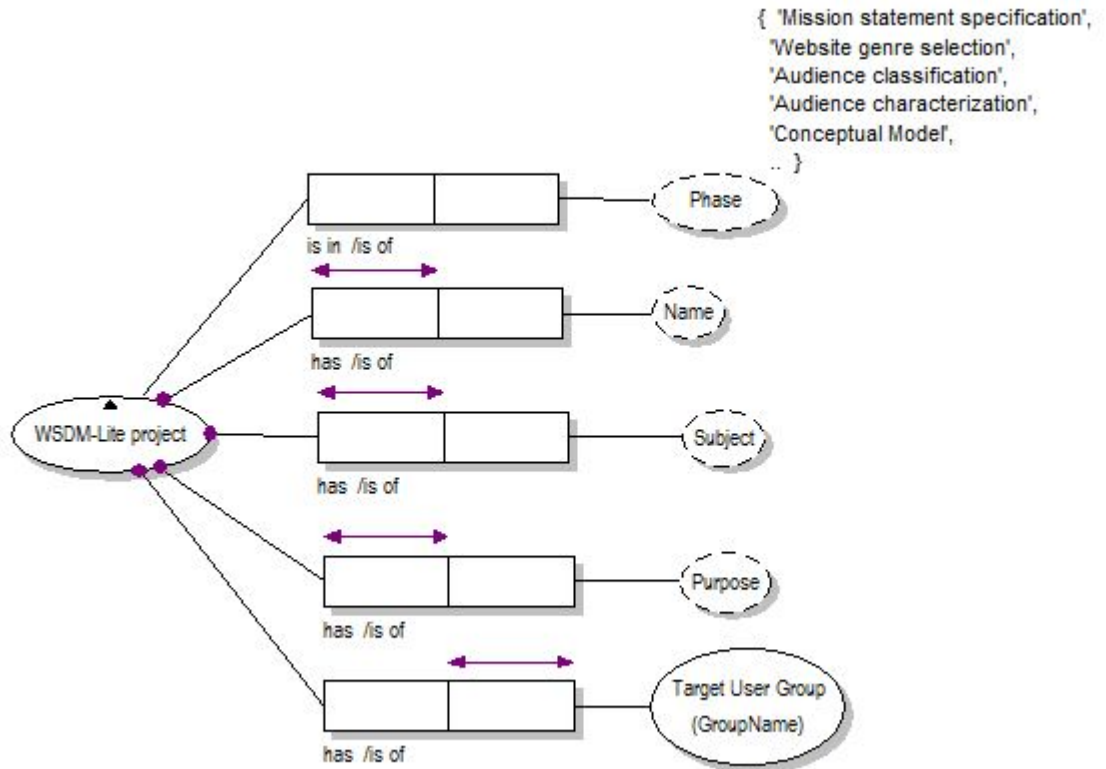 { 'Mission statement specification',
'Website genre selection',
'Audience classification',
'Audience characterization',
'Conceptual Model',
.. }
Phase
is in /is of
Name
has /is of
WSDM-Lite project
Subject
has /is of
Purpose
has /is of
Target User Group
(GroupName)
has /is of